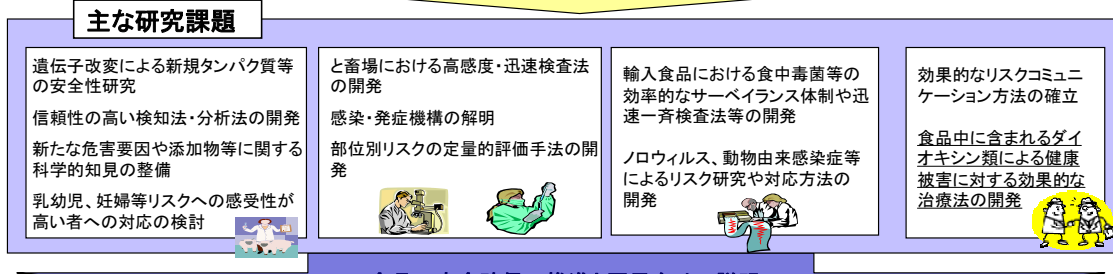 主な研究課題
遺伝子改変による新規タンパク質等
の安全性研究
信頼性の高い検知法・分析法の開発
新たな危害要因や添加物等に関する
科学的知見の整備
乳幼児、妊婦等リスクへの感受性が
高い者への対応の検討
と畜場における高感度・迅速検査法
の開発
感染・発症機構の解明
部位別リスクの定量的評価手法の開
発
輸入食品における食中毒菌等の
効率的なサーベイランス体制や迅
速一斉検査法等の開発
ノロウィルス、動物由来感染症等
によるリスク研究や対応方法の
開発
効果的なリスクコミュニ
ケーション方法の確立
食品中に含まれるダイ
オキシン類による健康
被害に対する効果的な
治療法の開発